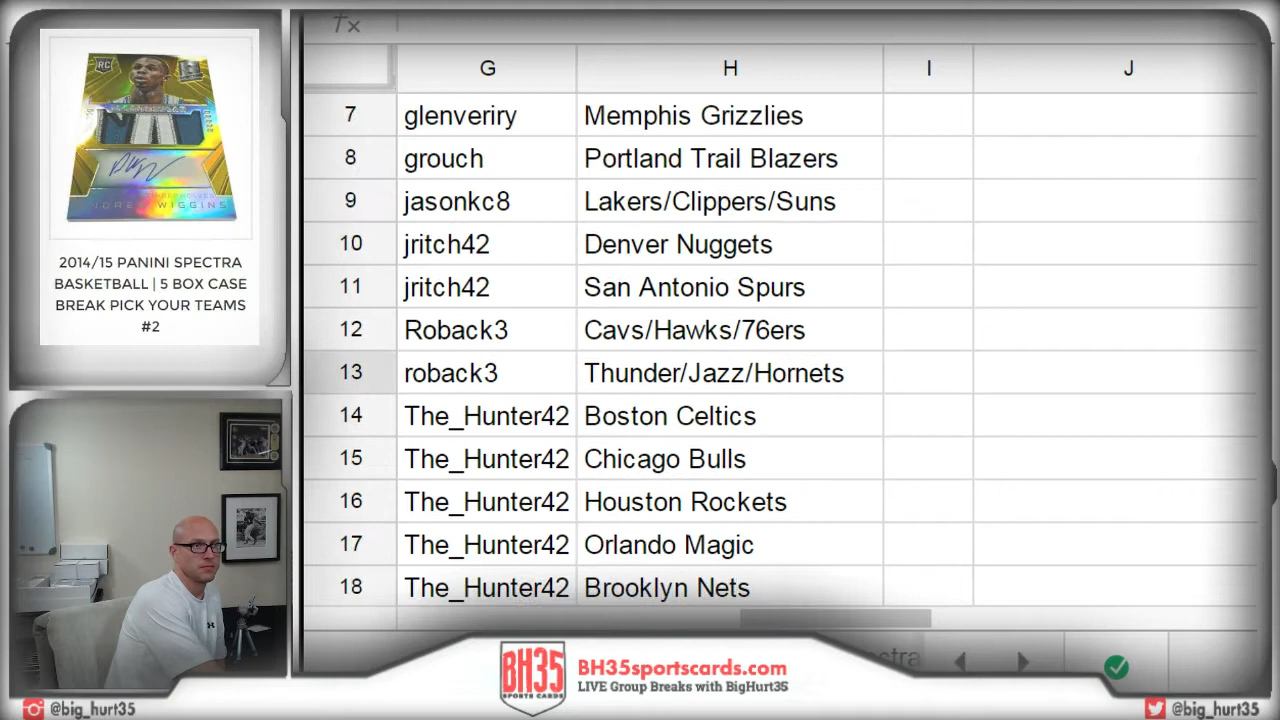 RC
WIGGINS
2014/15 PANINI SPECTRA
BASKETBALL | 5 BOX CASE
BREAK PICK YOUR TEAMS
#2
G H I J
7 glenveriry Memphis Grizzlies
8 grouch Portland Trail Blazers
9 jasonkc8 Lakers/Clippers/Suns
10 jritch42 Denver Nuggets
11 jritch42 San Antonio Spurs
12 Roback3 Cavs/Hawks/76ers
13 roback3 Thunder/Jazz/Hornets
14 The_Hunter42 Boston Celtics
15 The_Hunter42 Chicago Bulls
16 The_Hunter42 Houston Rockets
17 The_Hunter42 Orlando Magic
18 The_Hunter42 Brooklyn Nets
BH35
SPORTS CARDS
BH35sportscards.com
LIVE Group Breaks with BigHurt35
@big_hurt35
@big_hurt35